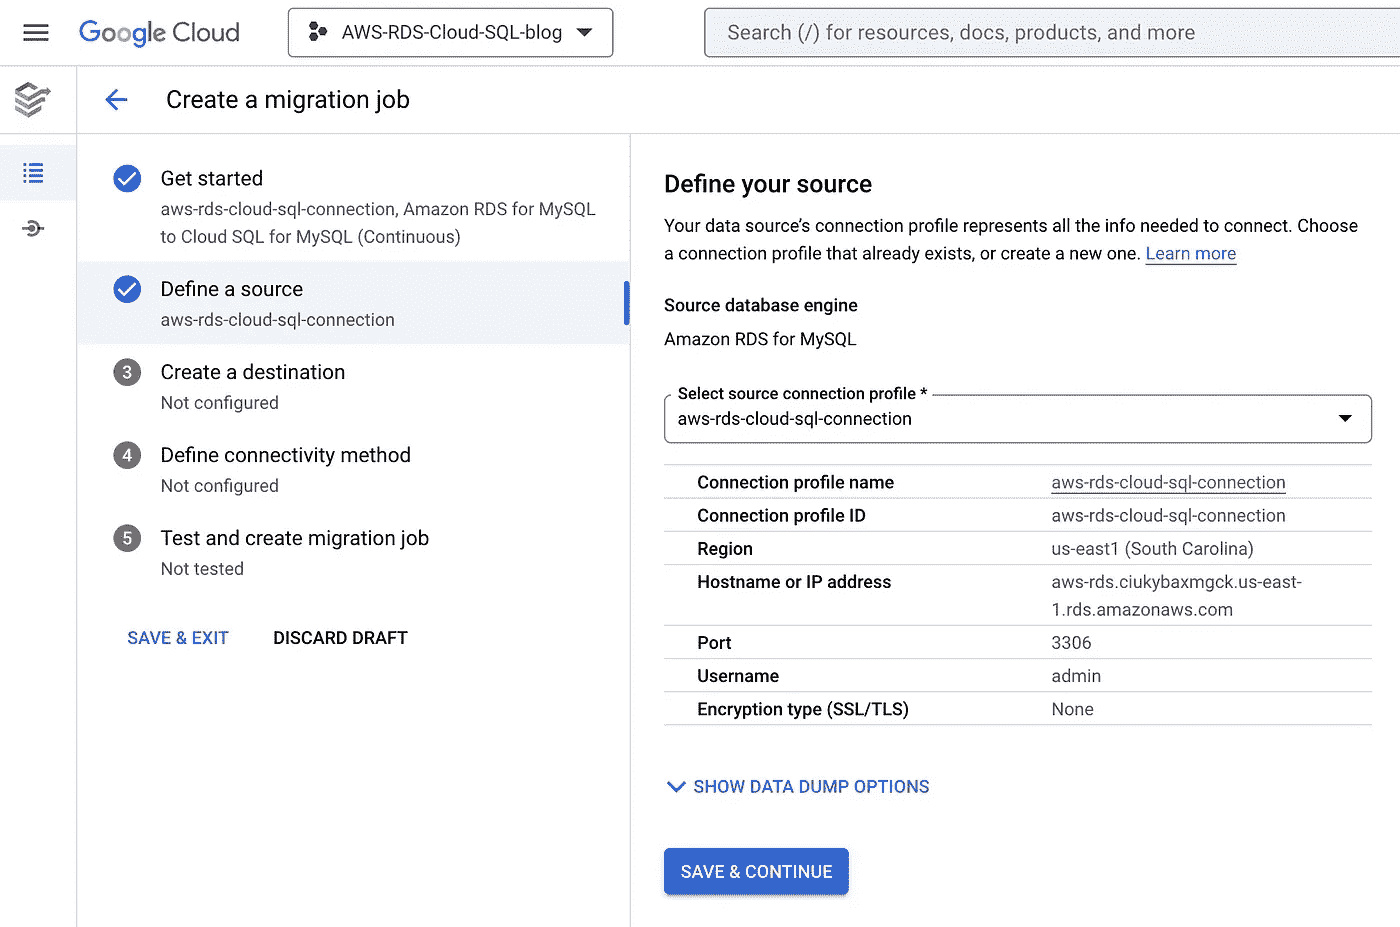 Google Cloud
AWS-RDS-Cloud-SQL-blog
Search (/) for resources, docs, products, and more
Create a migration job
Get started
aws-rds-cloud-sql-connection, Amazon RDS for MySQL
to Cloud SQL for MySQL (Continuous)
Define a source
aws-rds-cloud-sql-connection
3 Create a destination
Not configured
4 Define connectivity method
Not configured
5 Test and create migration job
Not tested
SAVE & EXIT DISCARD DRAFT
Define your source
Your data source’s connection profile represents all the info needed to connect. Choose
a connection profile that already exists, or create a new one. Learn more
Source database engine
Amazon RDS for MySQL
Select source connection profile *
aws-rds-cloud-sql-connection
Connection profile name aws-rds-cloud-sql-connection
Connection profile ID aws-rds-cloud-sql-connection
Region us-east1 (South Carolina)
Hostname or IP address aws-rds.ciukybaxmgck.us-east-
1.rds.amazonaws.com
Port 3306
Username admin
Encryption type (SSL/TLS) None
SHOW DATA DUMP OPTIONS
SAVE & CONTINUE